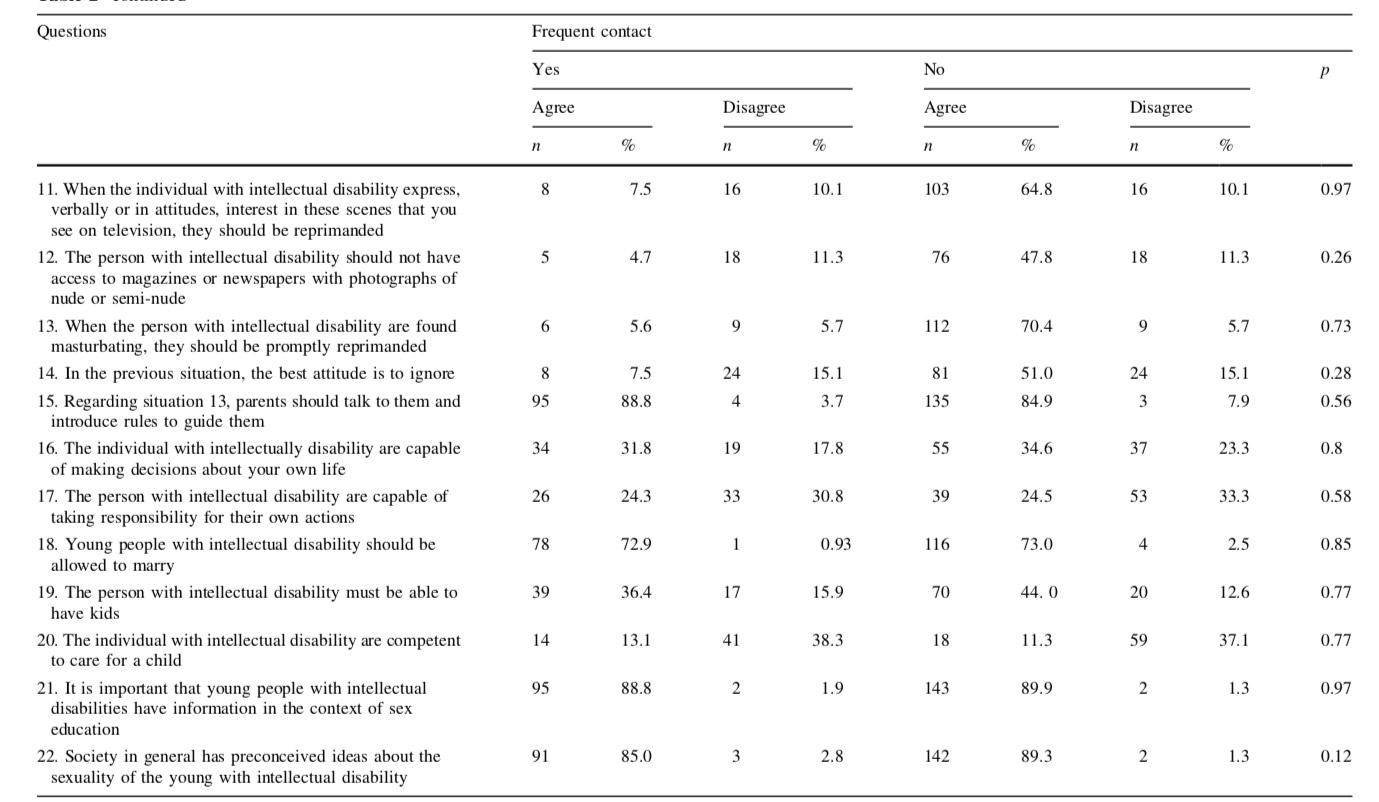 Questions Frequent contact
Yes No p
Agree Disagree Agree Disagree
n % n % n % n %
11. When the individual with intellectual disability express, 8 7.5 16 10.1 103 64.8 16 10.1 0.97
verbally or in attitudes, interest in these scenes that you
see on television, they should be reprimanded
12. The person with intellectual disability should not have 5 4.7 18 11.3 76 47.8 18 11.3 0.26
access to magazines or newspapers with photographs of
nude or semi-nude
13. When the person with intellectual disability are found 6 5.6 9 5.7 112 70.4 9 5.7 0.73
masturbating, they should be promptly reprimanded
14. In the previous situation, the best attitude is to ignore 8 7.5 24 15.1 81 51.0 24 15.1 0.28
15. Regarding situation 13, parents should talk to them and 95 88.8 4 3.7 135 84.9 3 7.9 0.56
introduce rules to guide them
16. The individual with intellectually disability are capable 34 31.8 19 17.8 55 34.6 37 23.3 0.8
of making decisions about your own life
17. The person with intellectual disability are capable of 26 24.3 33 30.8 39 24.5 53 33.3 0.58
taking responsibility for their own actions
18. Young people with intellectual disability should be 78 72.9 1 0.93 116 73.0 4 2.5 0.85
allowed to marry
19. The person with intellectual disability must be able to 39 36.4 17 15.9 70 44. 0 20 12.6 0.77
have kids
20. The individual with intellectual disability are competent 14 13.1 41 38.3 18 11.3 59 37.1 0.77
to care for a child
21. It is important that young people with intellectual 95 88.8 2 1.9 143 89.9 2 1.3 0.97
disabilities have information in the context of sex
education
22. Society in general has preconceived ideas about the 91 85.0 3 2.8 142 89.3 2 1.3 0.12
sexuality of the young with intellectual disability